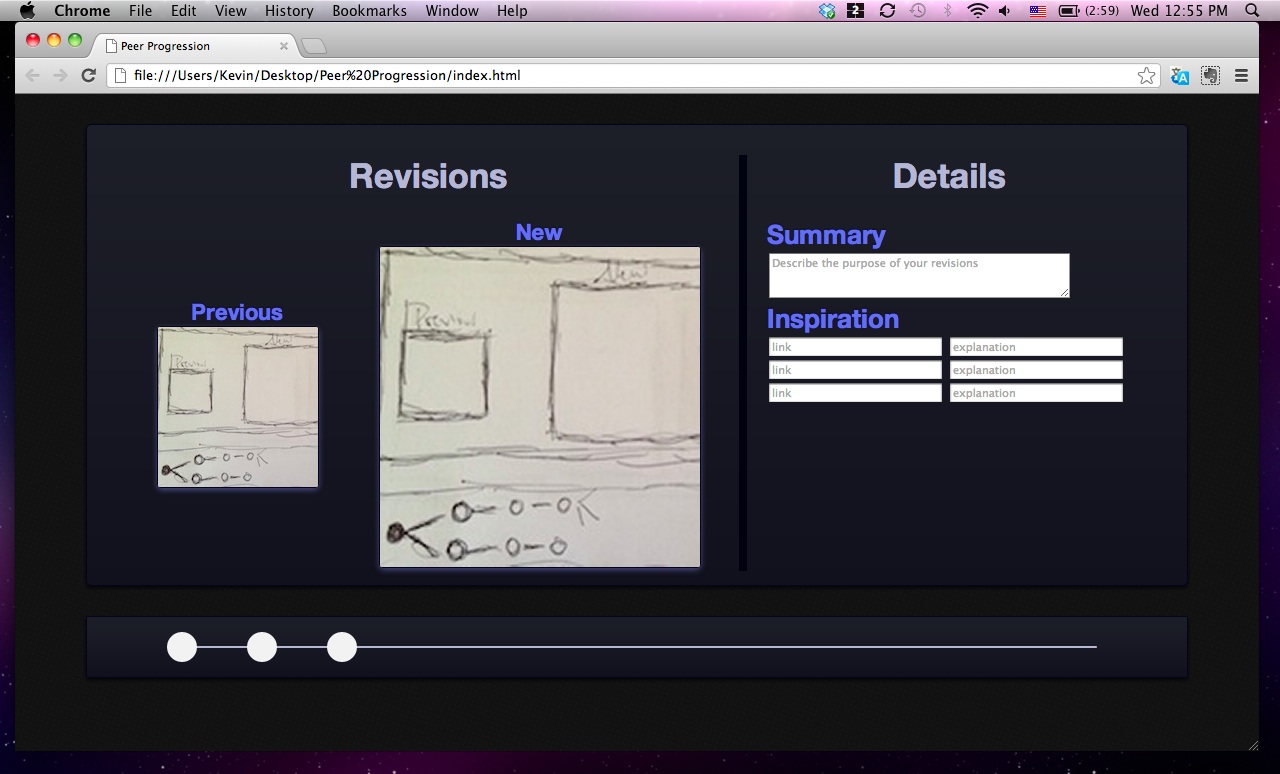 Chrome File Edit View History Bookmarks Window Help 2 (2:59) Wed 12:55 PM
Peer Progression
file:///Users/Kevin/Desktop/Peer%20Progression/index.html
Revisions
Details
New
Summary
Describe the purpose of your revisions
New
Previous
Inspiration
Previous
link explanation
link explanation
link explanation